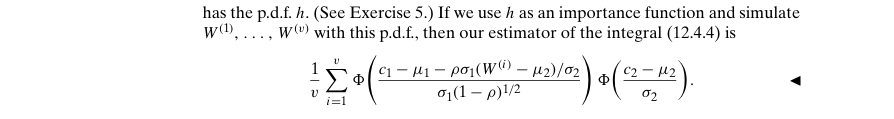 has the p.d.f. h. (See Exercise 5.) If we use h as an importance function and simulate
W^{(1)}, . . . , W^{(v)} with this p.d.f., then our estimator of the integral (12.4.4) is
\frac{1}{v} \sum_{i=1}^{v} \Phi\left( \frac{c_1 - \mu_1 - \rho\sigma_1(W^{(i)} - \mu_2)/\sigma_2}{\sigma_1(1 - \rho)^{1/2}} \right) \Phi\left( \frac{c_2 - \mu_2}{\sigma_2} \right). ◀